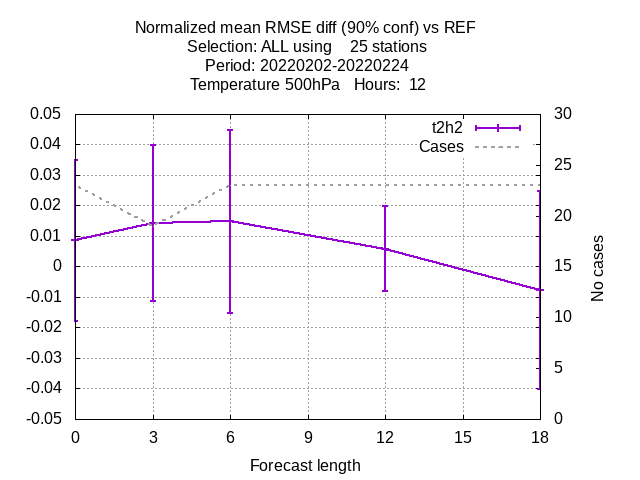 Normalized mean RMSE diff (90% conf) vs REF
Selection: ALL using    25 stations
Period: 20220202-20220224
Temperature 500hPa   Hours:  12
0.05
0.04
0.03
0.02
0.01
0
-0.01
-0.02
-0.03
-0.04
-0.05
t2h2
Cases
30
25
20
15
10
5
0
No cases
0 3 6 9 12 15 18
Forecast length